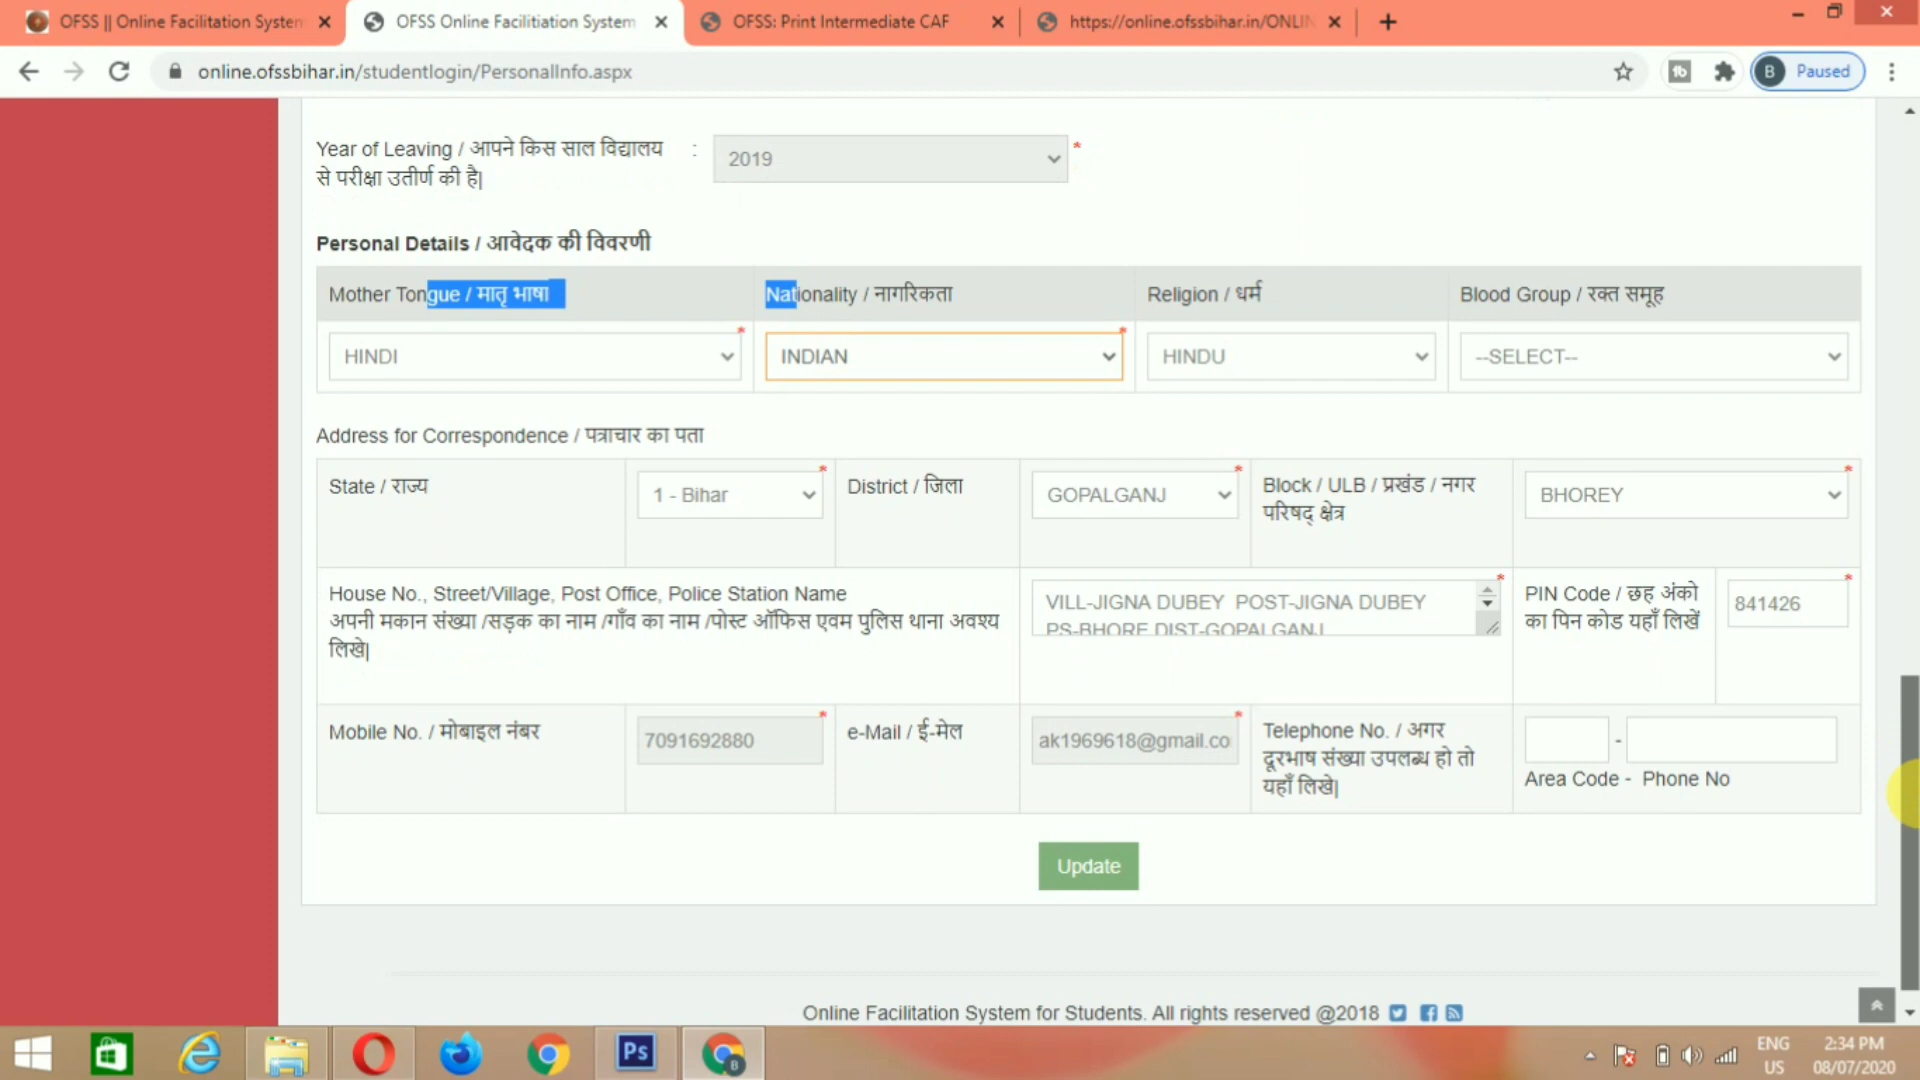 OFSS || Online Facilitation System
OFSS Online Facilitiation System
OFSS: Print Intermediate CAF
https://online.ofssbihar.in/ONLIN
online.ofssbihar.in/studentlogin/PersonalInfo.aspx
B Paused
Year of Leaving / आपने किस साल विद्यालय : 2019 *
से परीक्षा उतीर्ण की है|
Personal Details / आवेदक की विवरणी
Mother Tongue / मातृ भाषा Nationality / नागरिकता Religion / धर्म Blood Group / रक्त समूह
HINDI * INDIAN * HINDU --SELECT--
Address for Correspondence / पत्राचार का पता
State / राज्य 1 - Bihar * District / जिला GOPALGANJ * Block / ULB / प्रखंड / नगर BHOREY *
परिषद् क्षेत्र
House No., Street/Village, Post Office, Police Station Name
अपनी मकान संख्या /सड़क का नाम /गाँव का नाम /पोस्ट ऑफिस एवम पुलिस थाना अवश्य
लिखे|
VILL-JIGNA DUBEY POST-JIGNA DUBEY *
PS-BHORE DIST-GOPALGANJ
PIN Code / छह अंको 841426 *
का पिन कोड यहाँ लिखें
Mobile No. / मोबाइल नंबर 7091692880 * e-Mail / ई-मेल ak1969618@gmail.co * Telephone No. / अगर
दूरभाष संख्या उपलब्ध हो तो
यहाँ लिखे|
-
Area Code - Phone No
Update
Online Facilitation System for Students. All rights reserved @2018
Ps
B
ENG 2:34 PM
US 08/07/2020